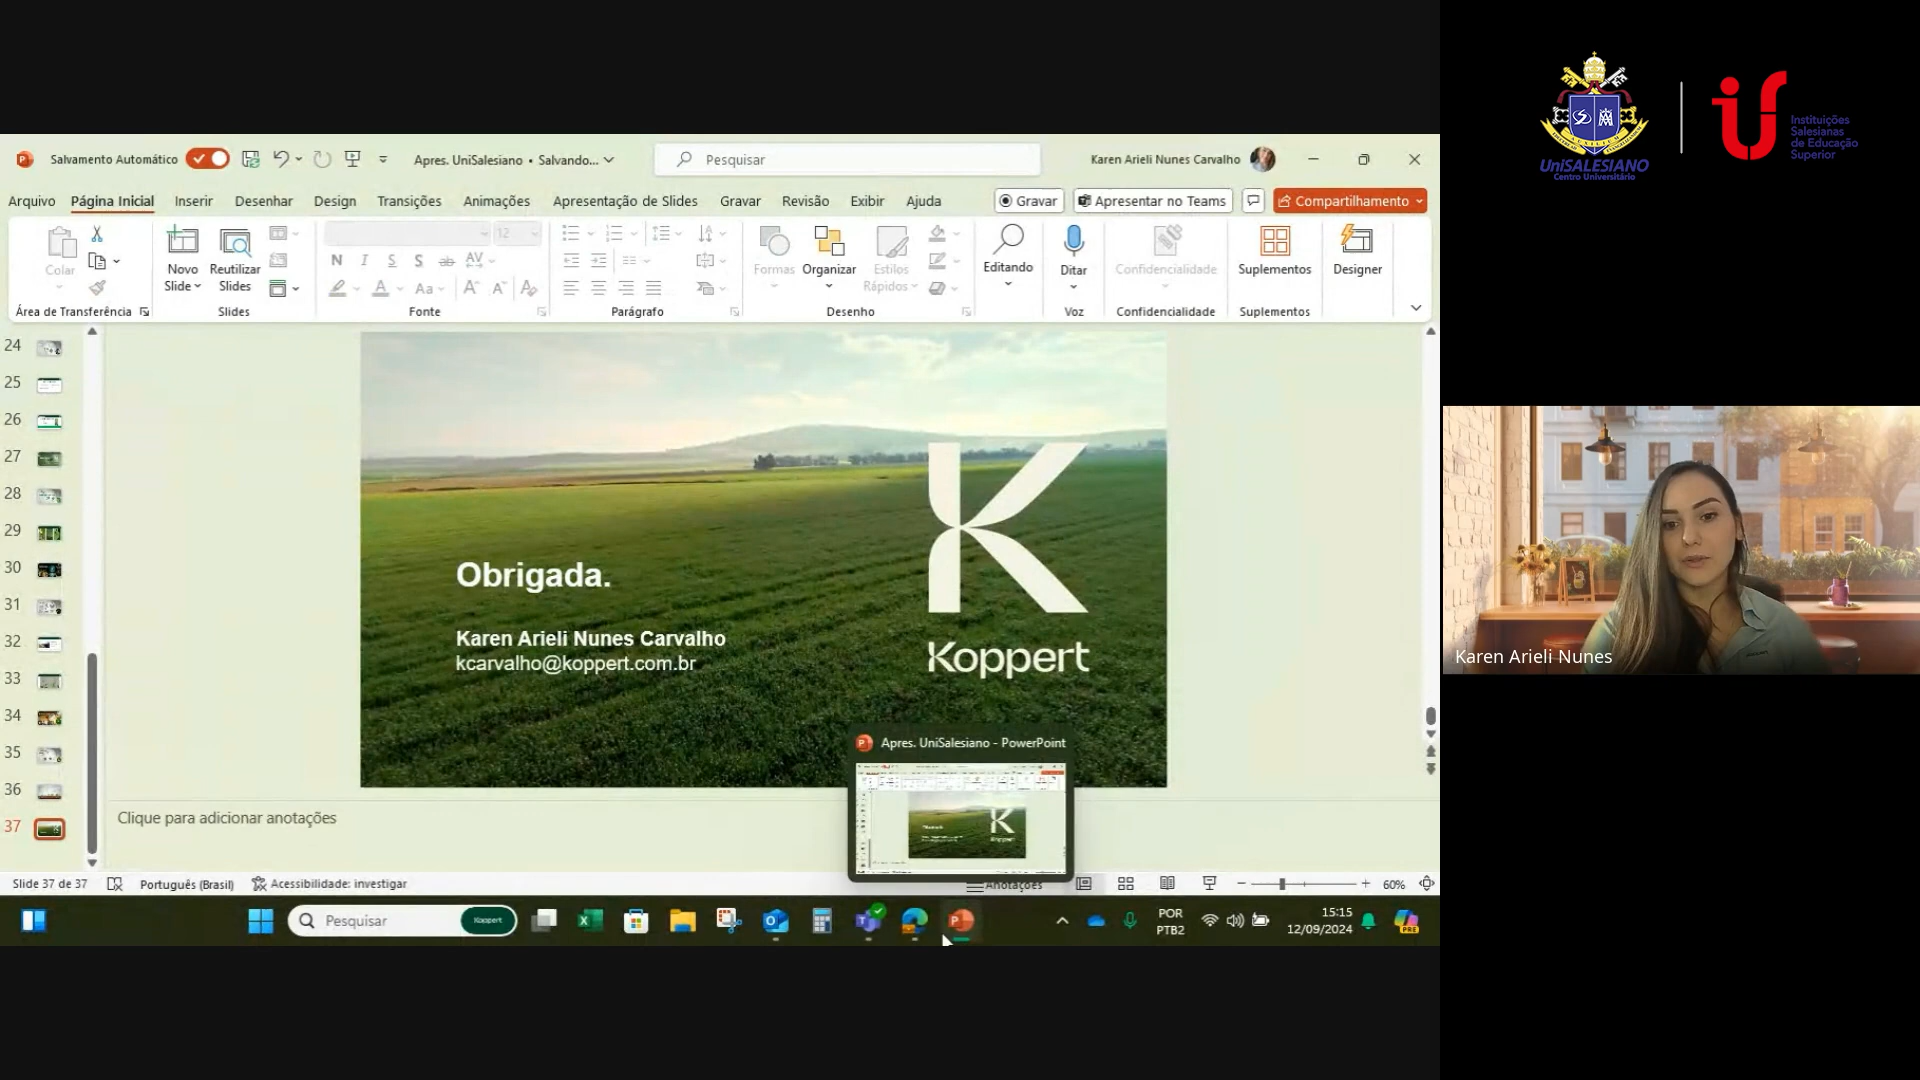 Salvamento Automático
Apres. UniSalesiano • Salvando...
Pesquisar
Karen Arieli Nunes Carvalho
Arquivo
Página Inicial
Inserir
Desenhar
Design
Transições
Animações
Apresentação de Slides
Gravar
Revisão
Exibir
Ajuda
Gravar
Apresentar no Teams
Compartilhamento
Colar
Novo
Slide
Reutilizar
Slides
12
N I S S ab AV
Aa A A
Formas
Organizar
Estilos
Rápidos
Editando
Ditar
Confidencialidade
Suplementos
Designer
Área de Transferência
Slides
Fonte
Parágrafo
Desenho
Voz
Confidencialidade
Suplementos
24
25
26
27
28
29
30
31
32
33
34
35
36
37
Obrigada.
Karen Arieli Nunes Carvalho
kcarvalho@koppert.com.br
K
Koppert
Apres. UniSalesiano - PowerPoint
Clique para adicionar anotações
Slide 37 de 37
Português (Brasil)
Acessibilidade: investigar
Anotações
60%
Pesquisar
Koppert
POR
PTB2
15:15
12/09/2024
PRE
UniSALESIANO
Centro Universitário
Instituições
Salesianas
de Educação
Superior
Karen Arieli Nunes